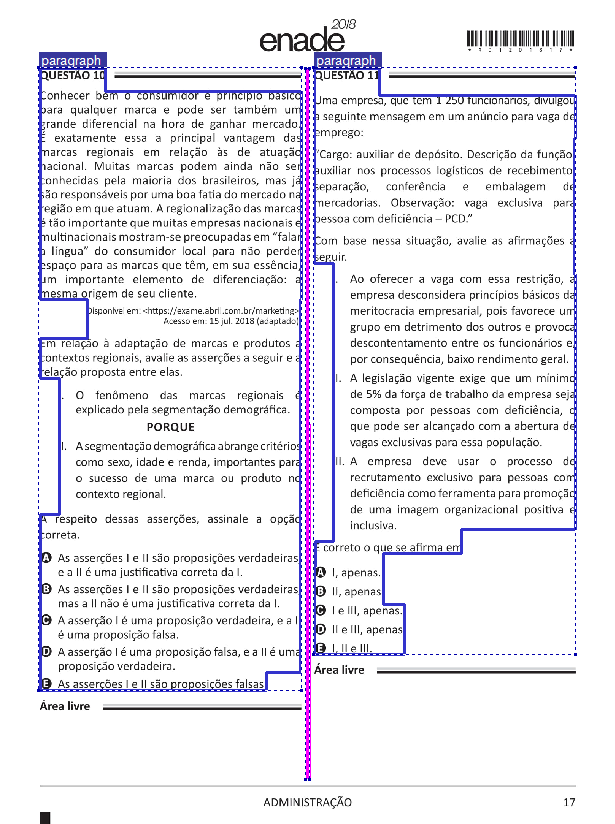 enade 2018
paragraph
QUESTÃO 10
Conhecer bem o consumidor é princípio básico
para qualquer marca e pode ser também um
grande diferencial na hora de ganhar mercado.
É exatamente essa a principal vantagem das
marcas regionais em relação às de atuação
nacional. Muitas marcas podem ainda não ser
conhecidas pela maioria dos brasileiros, mas já
são responsáveis por uma boa fatia do mercado na
região em que atuam. A regionalização das marcas
é tão importante que muitas empresas nacionais e
multinacionais mostram-se preocupadas em “falar
a língua” do consumidor local para não perder
espaço para as marcas que têm, em sua essência,
um importante elemento de diferenciação: a
mesma origem de seu cliente.
Disponível em: <https://exame.abril.com.br/marketing>.
Acesso em: 15 jul. 2018 (adaptado).
Em relação à adaptação de marcas e produtos a
contextos regionais, avalie as asserções a seguir e a
relação proposta entre elas.
I. O fenômeno das marcas regionais é
explicado pela segmentação demográfica.
PORQUE
II. A segmentação demográfica abrange critérios
como sexo, idade e renda, importantes para
o sucesso de uma marca ou produto no
contexto regional.
A respeito dessas asserções, assinale a opção
correta.
A As asserções I e II são proposições verdadeiras,
e a II é uma justificativa correta da I.
B As asserções I e II são proposições verdadeiras,
mas a II não é uma justificativa correta da I.
C A asserção I é uma proposição verdadeira, e a II
é uma proposição falsa.
D A asserção I é uma proposição falsa, e a II é uma
proposição verdadeira.
E As asserções I e II são proposições falsas.
Área livre
paragraph
QUESTÃO 11
Uma empresa, que tem 1 250 funcionários, divulgou
a seguinte mensagem em um anúncio para vaga de
emprego:
“Cargo: auxiliar de depósito. Descrição da função:
auxiliar nos processos logísticos de recebimento,
separação, conferência e embalagem de
mercadorias. Observação: vaga exclusiva para
pessoa com deficiência – PCD.”
Com base nessa situação, avalie as afirmações a
seguir.
I. Ao oferecer a vaga com essa restrição, a
empresa desconsidera princípios básicos da
meritocracia empresarial, pois favorece um
grupo em detrimento dos outros e provoca
descontentamento entre os funcionários e,
por consequência, baixo rendimento geral.
II. A legislação vigente exige que um mínimo
de 5% da força de trabalho da empresa seja
composta por pessoas com deficiência, o
que pode ser alcançado com a abertura de
vagas exclusivas para essa população.
III. A empresa deve usar o processo de
recrutamento exclusivo para pessoas com
deficiência como ferramenta para promoção
de uma imagem organizacional positiva e
inclusiva.
É correto o que se afirma em
A I, apenas.
B II, apenas.
C I e III, apenas.
D II e III, apenas.
E I, II e III.
Área livre
ADMINISTRAÇÃO
17